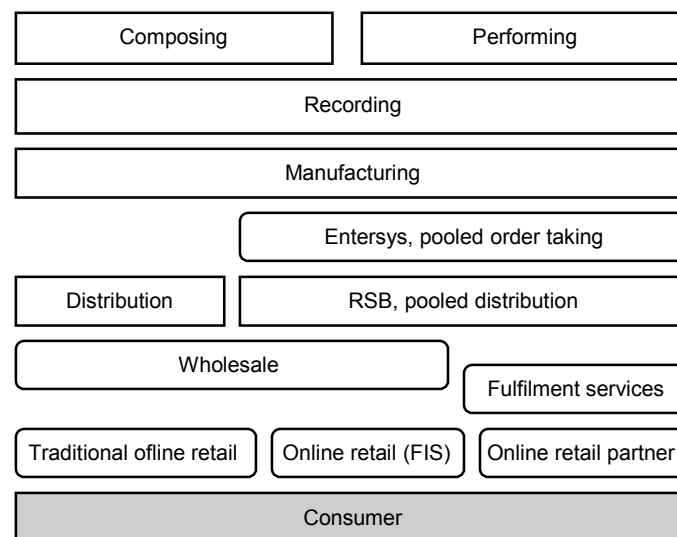 Composing
Performing
Recording
Manufacturing
Entersys, pooled order taking
Distribution
RSB, pooled distribution
Wholesale
Fulfilment services
Traditional ofline retail
Online retail (FIS)
Online retail partner
Consumer